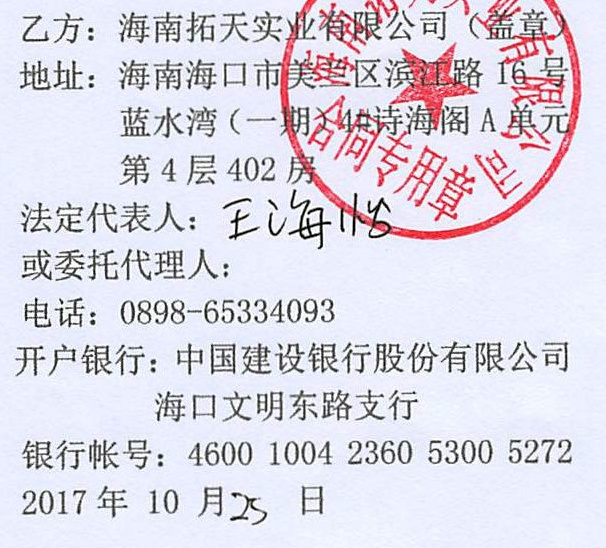 乙方：海南拓天实业有限公司（盖章）
地址：海南海口市美兰区滨江路 16 号
蓝水湾（一期）4#诗海阁 A 单元
第 4 层 402 房
法定代表人：王海
或委托代理人：
电话：0898-65334093
开户银行：中国建设银行股份有限公司
海口文明东路支行
银行帐号：4600 1004 2360 5300 5272
2017 年 10 月 25 日
有限公司
合同专用章